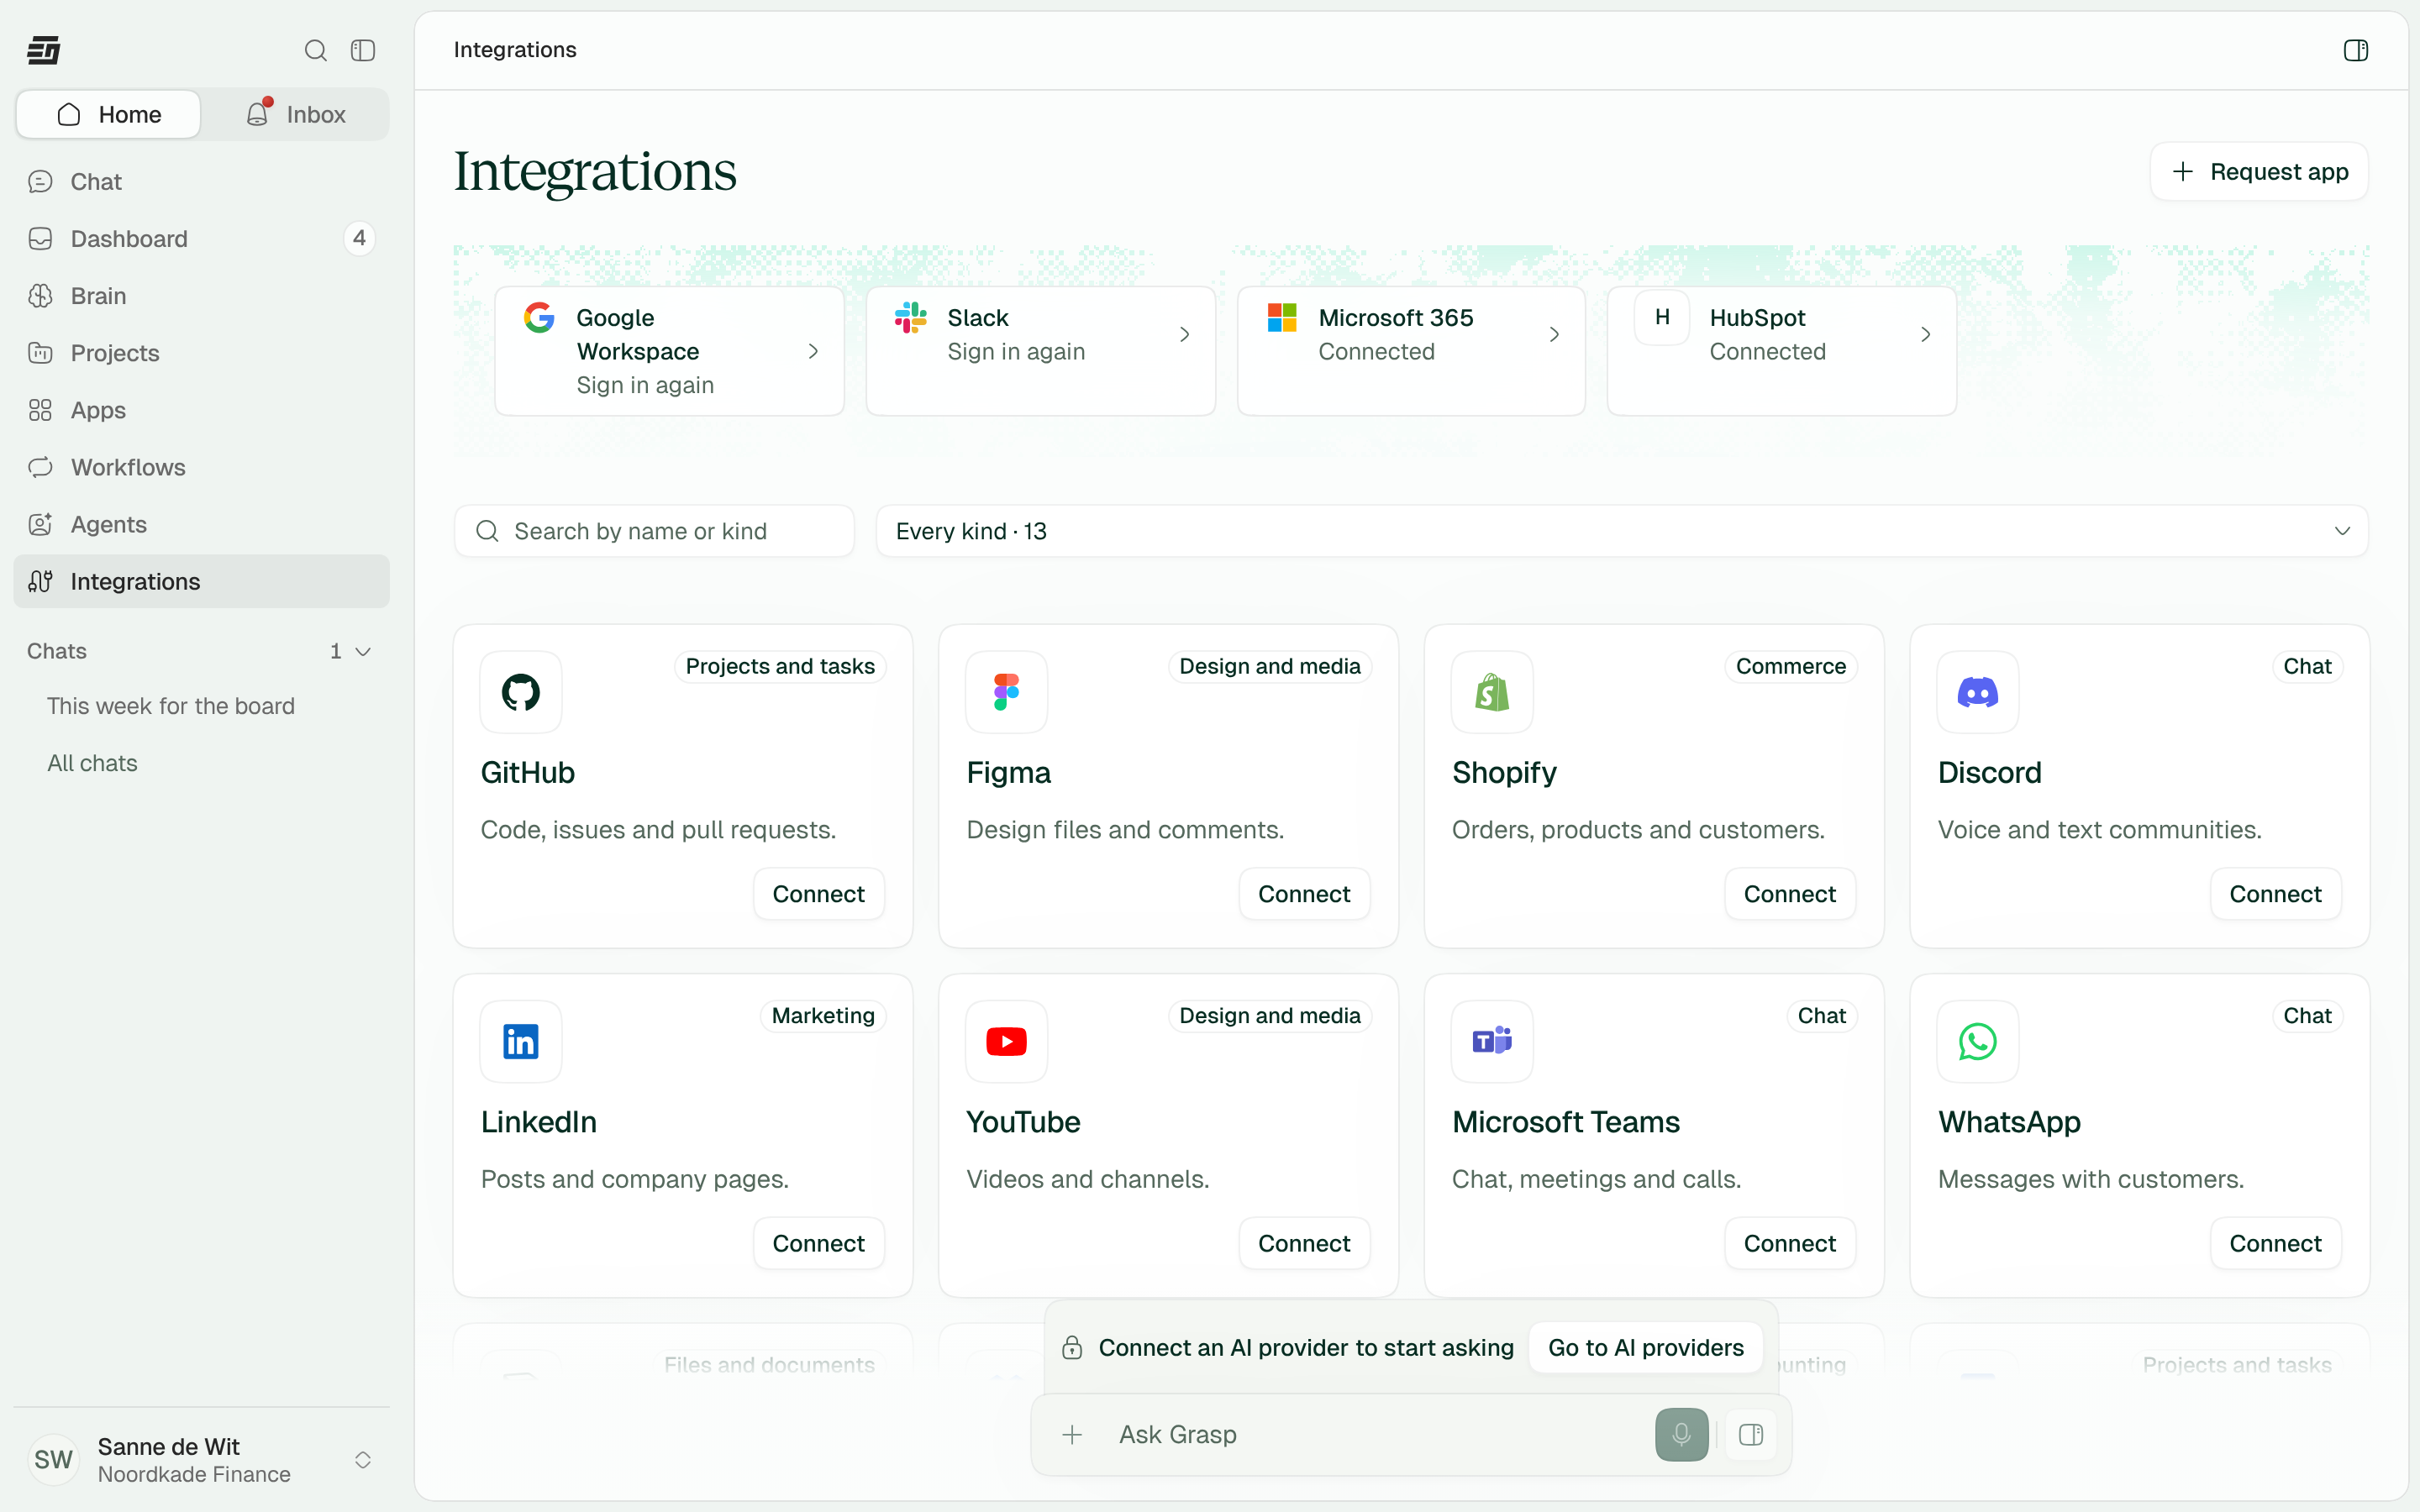 Integrations
Home
Inbox
Chat
Dashboard
4
Brain
Projects
Apps
Workflows
Agents
Integrations
Chats
1
This week for the board
All chats
SW
Sanne de Wit
Noordkade Finance
Integrations
Request app
Google
Workspace
Sign in again
Slack
Sign in again
Microsoft 365
Connected
H
HubSpot
Connected
Search by name or kind
Every kind · 13
Projects and tasks
GitHub
Code, issues and pull requests.
Connect
Design and media
Figma
Design files and comments.
Connect
Commerce
Shopify
Orders, products and customers.
Connect
Chat
Discord
Voice and text communities.
Connect
Marketing
LinkedIn
Posts and company pages.
Connect
Design and media
YouTube
Videos and channels.
Connect
Chat
Microsoft Teams
Chat, meetings and calls.
Connect
Chat
WhatsApp
Messages with customers.
Connect
Files and documents
Projects and tasks
Connect an AI provider to start asking
Go to AI providers
Ask Grasp